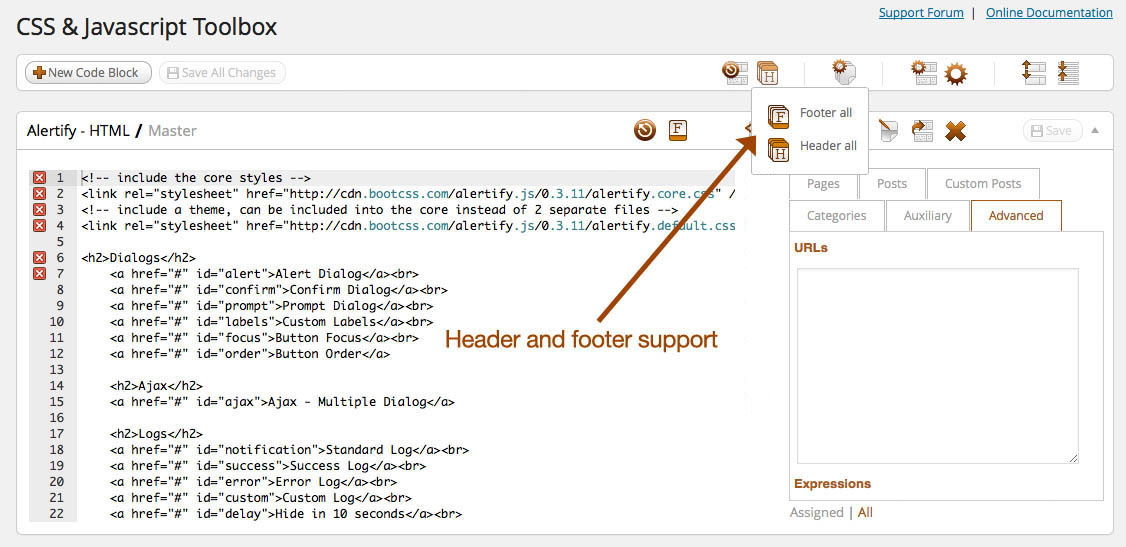 Support Forum | Online Documentation
CSS & Javascript Toolbox
New Code Block Save All Changes
H
F Footer all
H Header all
Alertify - HTML / Master F Save
Pages Posts Custom Posts
Categories Auxiliary Advanced
URLs
1 <!-- include the core styles -->
2 <link rel="stylesheet" href="http://cdn.bootcss.com/alertify.js/0.3.11/alertify.core.css" /
3 <!-- include a theme, can be included into the core instead of 2 separate files -->
4 <link rel="stylesheet" href="http://cdn.bootcss.com/alertify.js/0.3.11/alertify.default.css
5
6 <h2>Dialogs</h2>
7 <a href="#" id="alert">Alert Dialog</a><br>
8 <a href="#" id="confirm">Confirm Dialog</a><br>
9 <a href="#" id="prompt">Prompt Dialog</a><br>
10 <a href="#" id="labels">Custom Labels</a><br>
11 <a href="#" id="focus">Button Focus</a><br>
12 <a href="#" id="order">Button Order</a>
13
14 <h2>Ajax</h2>
15 <a href="#" id="ajax">Ajax - Multiple Dialog</a>
16
17 <h2>Logs</h2>
18 <a href="#" id="notification">Standard Log</a><br>
19 <a href="#" id="success">Success Log</a><br>
20 <a href="#" id="error">Error Log</a><br>
21 <a href="#" id="custom">Custom Log</a><br>
22 <a href="#" id="delay">Hide in 10 seconds</a><br>
Header and footer support
Expressions
Assigned | All